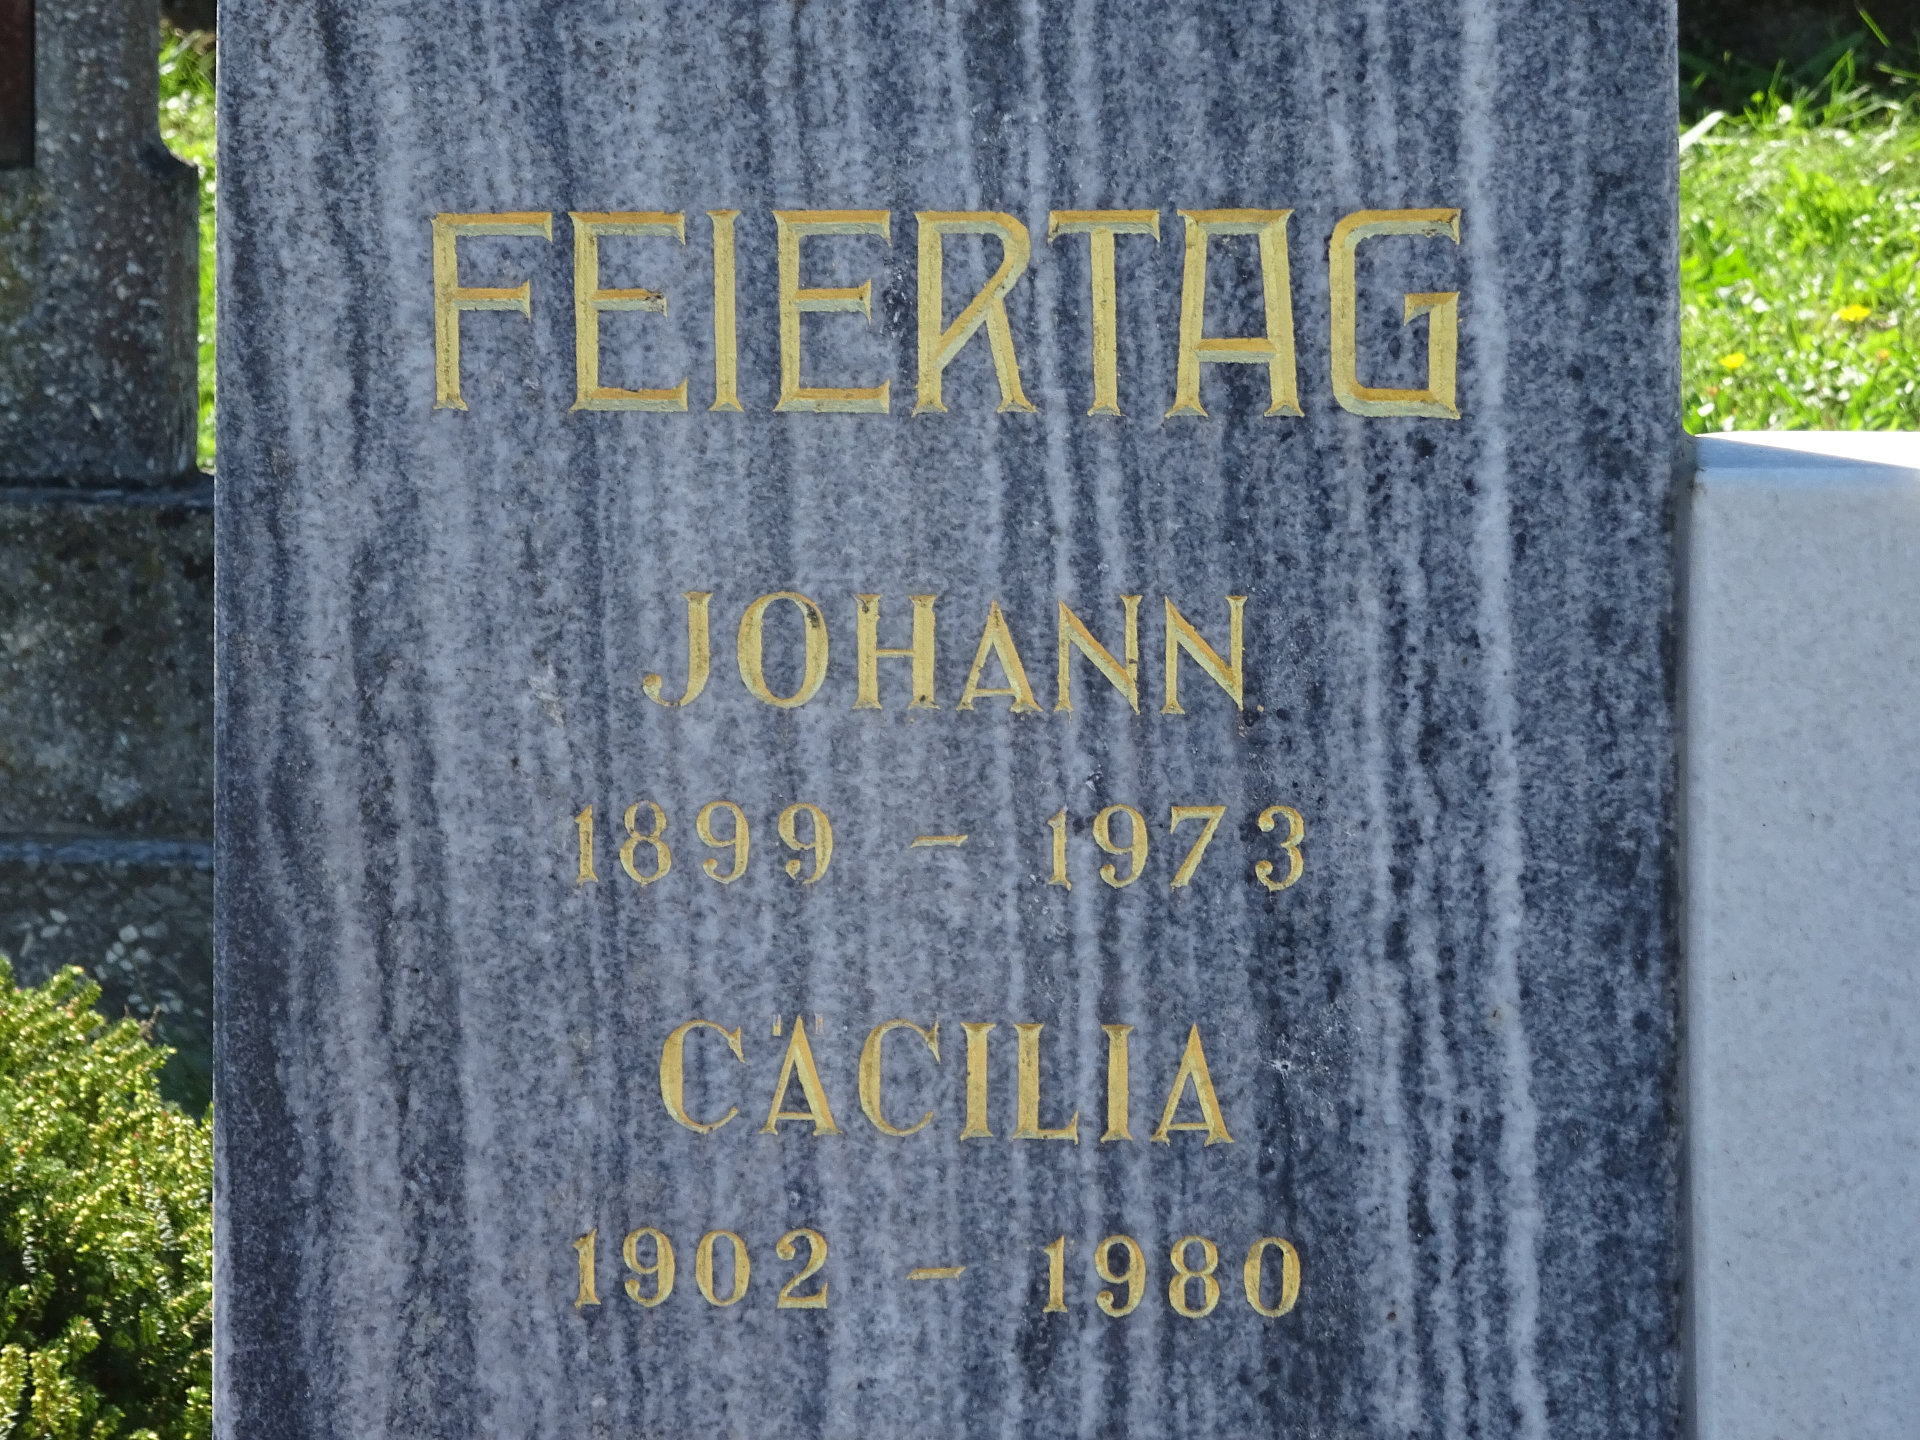 FEIERTAG
JOHANN
1899 - 1973
CÄCILIA
1902 - 1980